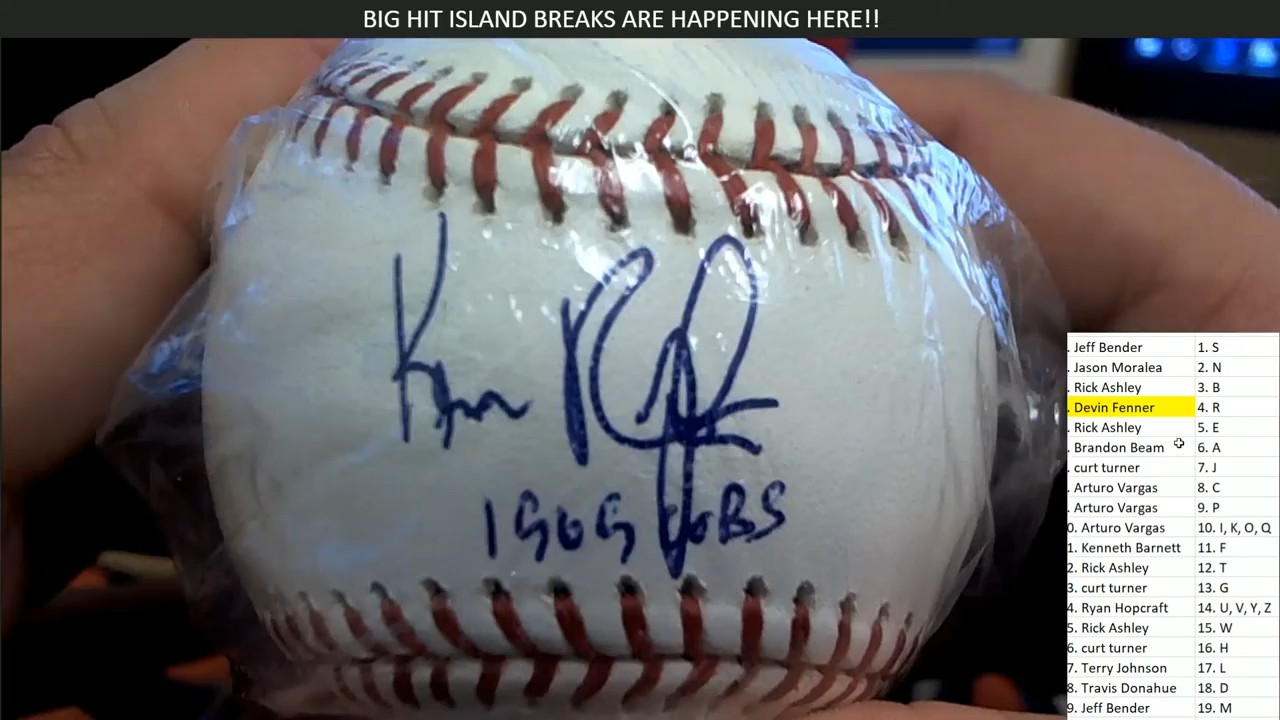 BIG HIT ISLAND BREAKS ARE HAPPENING HERE!!
Ken
. Jeff Bender 1. S
. Jason Moralea 2. N
. Rick Ashley 3. B
. Devin Fenner 4. R
. Rick Ashley 5. E
. Brandon Beam 6. A
. curt turner 7. J
. Arturo Vargas 8. C
. Arturo Vargas 9. P
0. Arturo Vargas 10. I, K, O, Q
1. Kenneth Barnett 11. F
2. Rick Ashley 12. T
3. curt turner 13. G
4. Ryan Hopcraft 14. U, V, Y, Z
5. Rick Ashley 15. W
6. curt turner 16. H
7. Terry Johnson 17. L
8. Travis Donahue 18. D
9. Jeff Bender 19. M